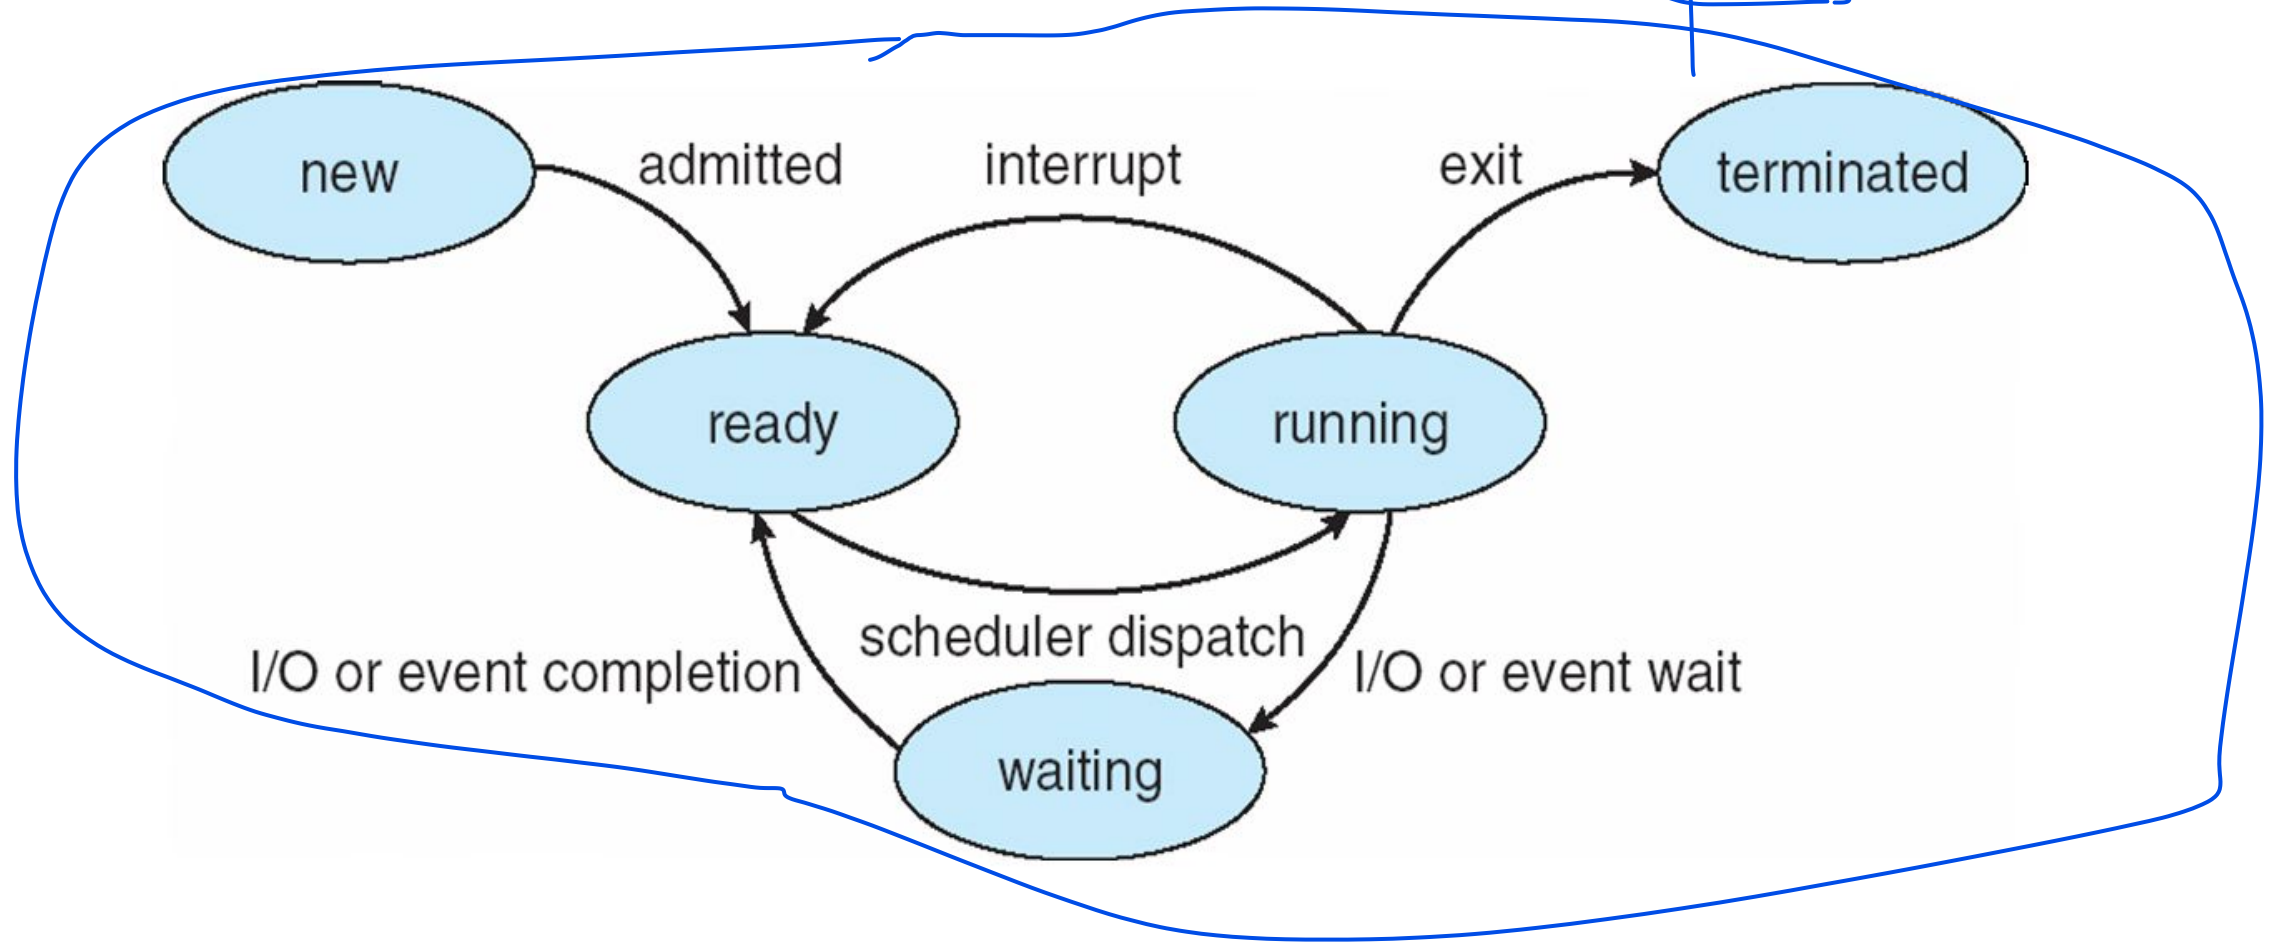 new
admitted
interrupt
exit
terminated
ready
running
scheduler dispatch
I/O or event completion
I/O or event wait
waiting